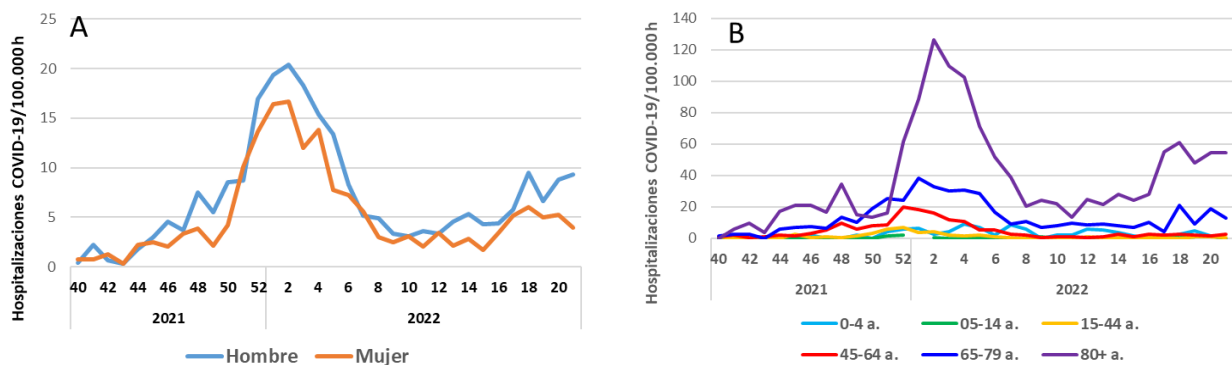 A
Hospitalizaciones COVID-19/100.000 h
25
20
15
10
5
0
40 42 44 46 48 50 52 2 4 6 8 10 12 14 16 18 20
2021 2022
Hombre Mujer
B
Hospitalizaciones COVID-19/100.000 h
140
120
100
80
60
40
20
0
40 42 44 46 48 50 52 2 4 6 8 10 12 14 16 18 20
2021 2022
0-4 a. 05-14 a. 15-44 a.
45-64 a. 65-79 a. 80+ a.